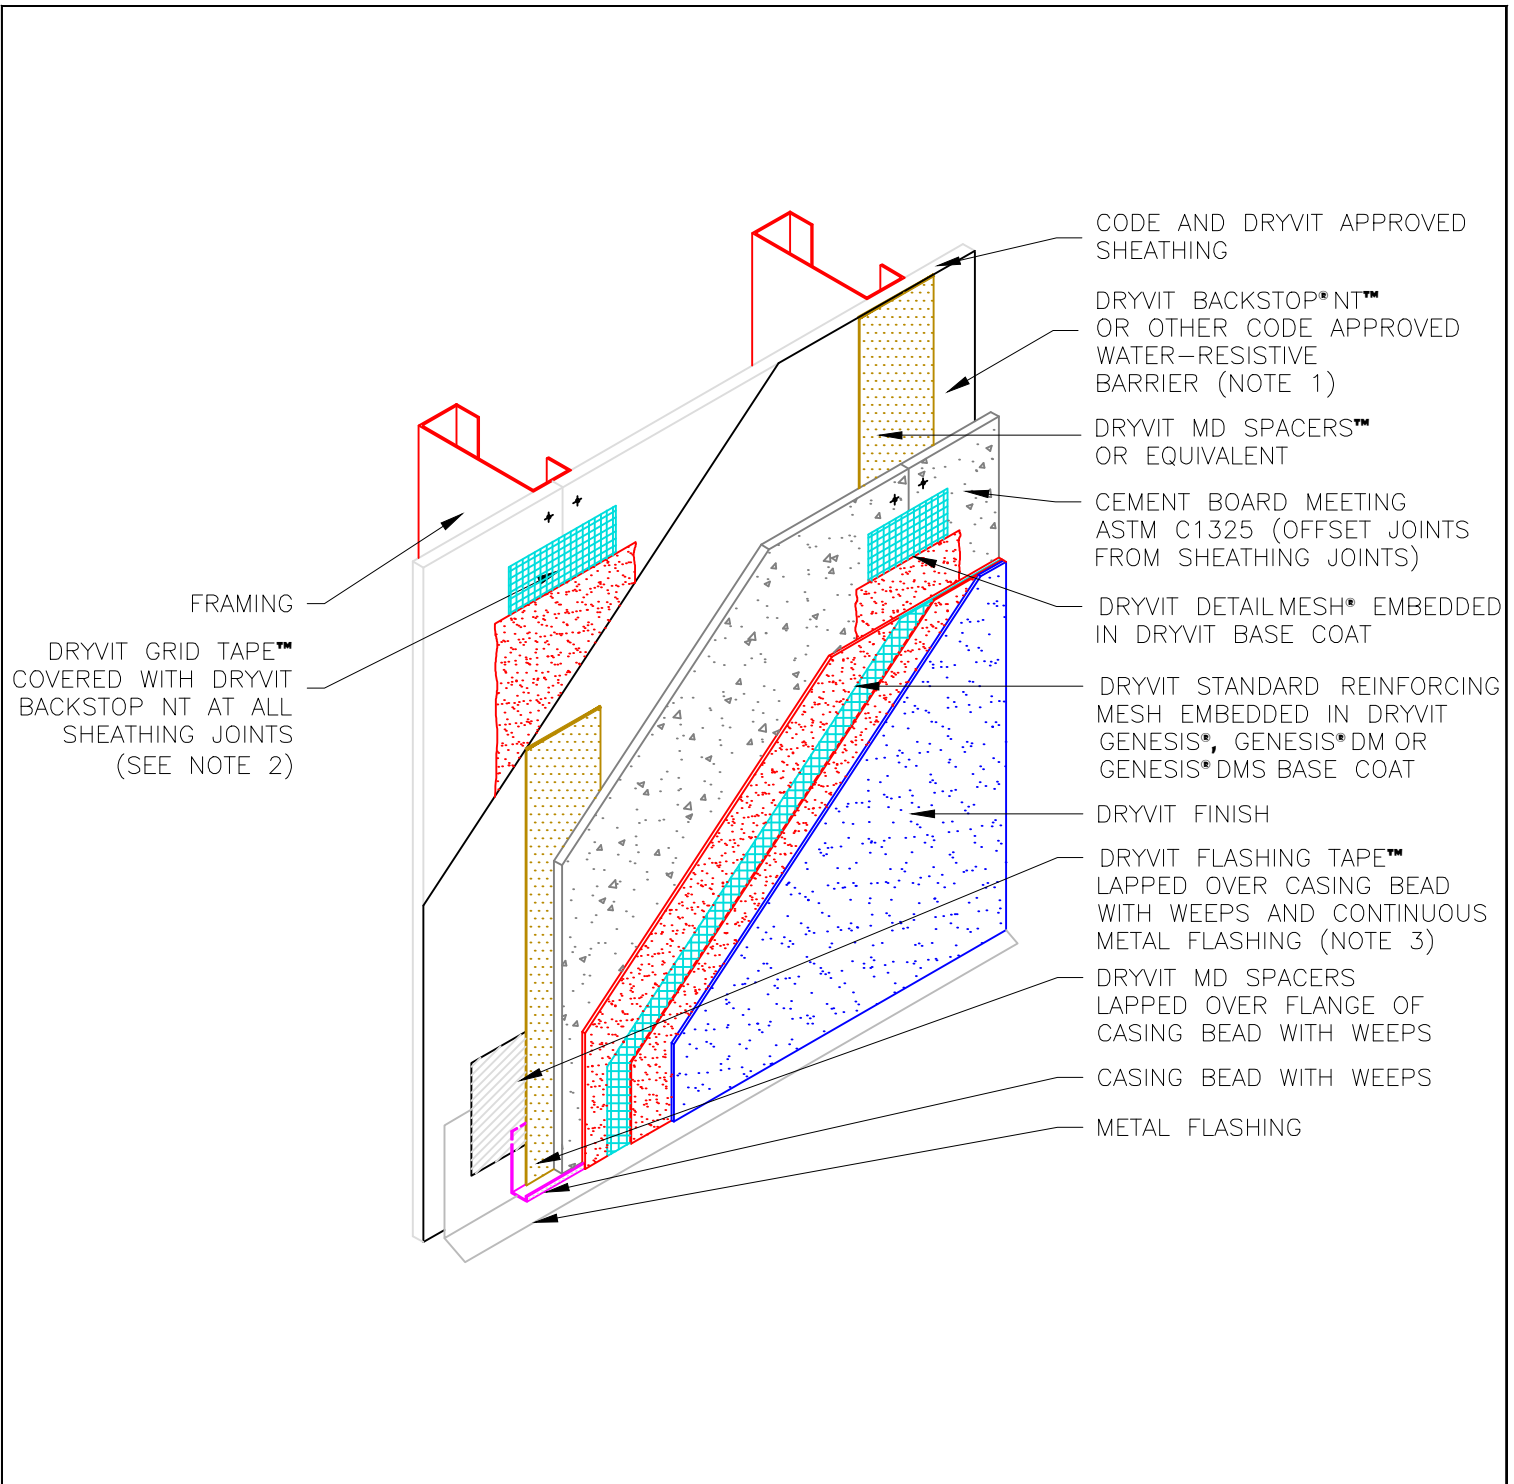 FRAMING
DRYVIT GRID TAPE™
COVERED WITH DRYVIT
BACKSTOP NT AT ALL
SHEATHING JOINTS
(SEE NOTE 2)
CODE AND DRYVIT APPROVED
SHEATHING
DRYVIT BACKSTOP® NT™
OR OTHER CODE APPROVED
WATER-RESISTIVE
BARRIER (NOTE 1)
DRYVIT MD SPACERS™
OR EQUIVALENT
CEMENT BOARD MEETING
ASTM C1325 (OFFSET JOINTS
FROM SHEATHING JOINTS)
DRYVIT DETAIL MESH® EMBEDDED
IN DRYVIT BASE COAT
DRYVIT STANDARD REINFORCING
MESH EMBEDDED IN DRYVIT
GENESIS®, GENESIS® DM OR
GENESIS® DMS BASE COAT
DRYVIT FINISH
DRYVIT FLASHING TAPE™
LAPPED OVER CASING BEAD
WITH WEEPS AND CONTINUOUS
METAL FLASHING (NOTE 3)
DRYVIT MD SPACERS
LAPPED OVER FLANGE OF
CASING BEAD WITH WEEPS
CASING BEAD WITH WEEPS
METAL FLASHING